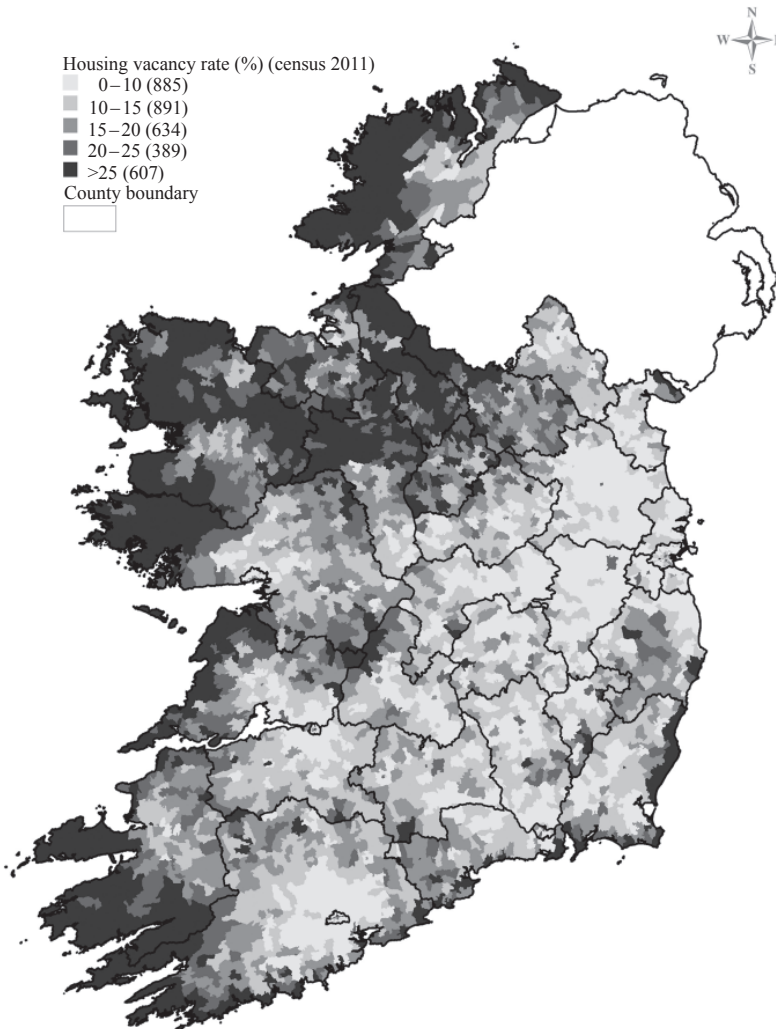 N
W E
S
Housing vacancy rate (%) (census 2011)
0–10 (885)
10–15 (891)
15–20 (634)
20–25 (389)
>25 (607)
County boundary